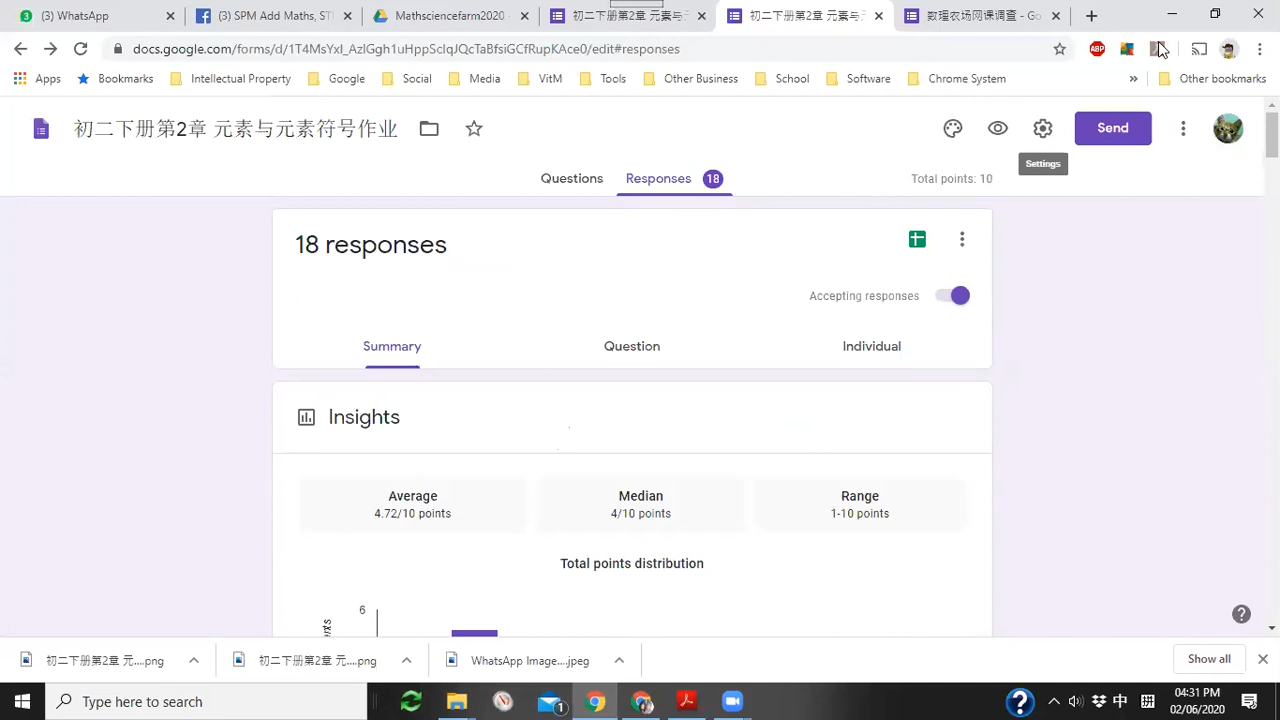 (3) WhatsApp
(3) SPM Add Maths, ST
Mathsciencefarm2020 -
初二下册第2章 元素与元
初二下册第2章 元素与元
数理农场网课调查 - Go
docs.google.com/forms/d/1T4MsYxI_AzlGgh1uHppSclqJQcTaBfsiGCfRupKAce0/edit#responses
ABP
Apps
Bookmarks
Intellectual Property
Google
Social
Media
VitM
Tools
Other Business
School
Software
Chrome System
»
Other bookmarks
初二下册第2章 元素与元素符号作业
Send
Settings
Questions
Responses 18
Total points: 10
18 responses
Accepting responses
Summary
Question
Individual
Insights
Average
4.72/10 points
Median
4/10 points
Range
1-10 points
Total points distribution
6
初二下册第2章 元....png
初二下册第2章 元....png
WhatsApp Image....jpeg
Show all
Type here to search
1
中
拼
04:31 PM
02/06/2020